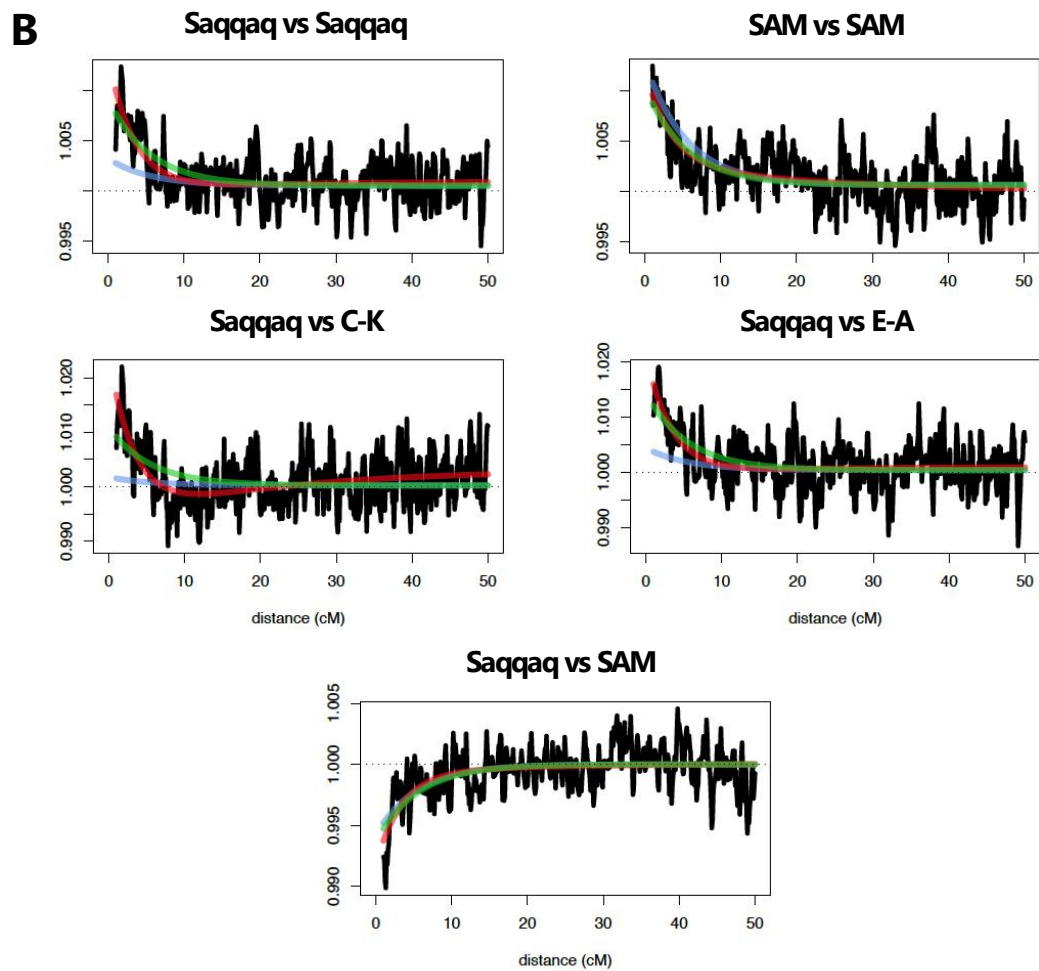 B
Saqqaq vs Saqqaq
SAM vs SAM
1.005
0.995
0 10 20 30 40 50
1.005
0.995
0 10 20 30 40 50
Saqqaq vs C-K
Saqqaq vs E-A
1.020
1.010
1.000
0.990
0 10 20 30 40 50
distance (cM)
1.020
1.010
1.000
0.990
0 10 20 30 40 50
distance (cM)
Saqqaq vs SAM
1.005
1.000
0.995
0.990
0 10 20 30 40 50
distance (cM)